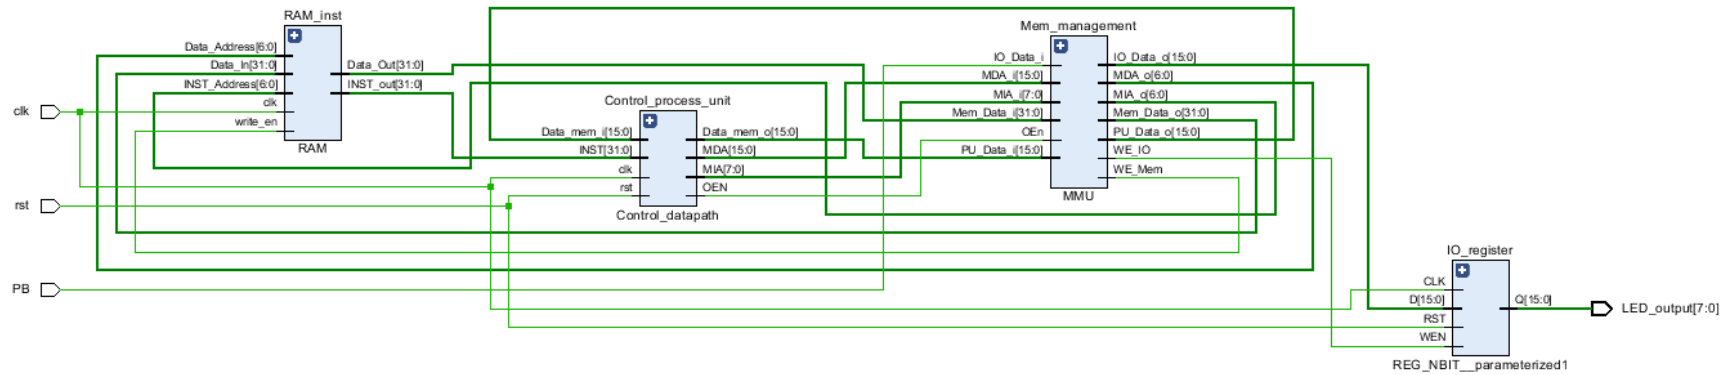 RAM_inst
Data_Address[6:0]
Data_In[31:0]
INST_Address[6:0]
clk
write_en
Data_Out[31:0]
INST_out[31:0]
RAM
clk
rst
PB
Control_process_unit
Data_mem_i[15:0]
INST[31:0]
clk
rst
Data_mem_o[15:0]
MDA[15:0]
MIA[7:0]
OEN
Control_datapath
Mem_management
IO_Data_i
MDA_i[15:0]
MIA_i[7:0]
Mem_Data_i[31:0]
OEn
PU_Data_i[15:0]
IO_Data_o[15:0]
MDA_o[6:0]
MIA_o[6:0]
Mem_Data_o[31:0]
PU_Data_o[15:0]
WE_IO
WE_Mem
MMU
IO_register
CLK
D[15:0]
RST
WEN
Q[15:0]
REG_NBIT__parameterized1
LED_output[7:0]